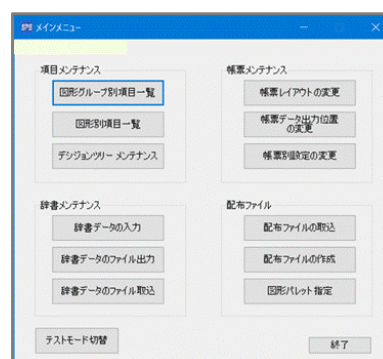 メインメニュー
項目メンテナンス
図形グループ別項目一覧
図形別項目一覧
デシジョンツリー メンテナンス
帳票メンテナンス
帳票レイアウトの変更
帳票データ出力位置
の変更
帳票別設定の変更
辞書メンテナンス
辞書データの入力
辞書データのファイル出力
辞書データのファイル取込
配布ファイル
配布ファイルの取込
配布ファイルの作成
図形パレット指定
テストモード切替
終了